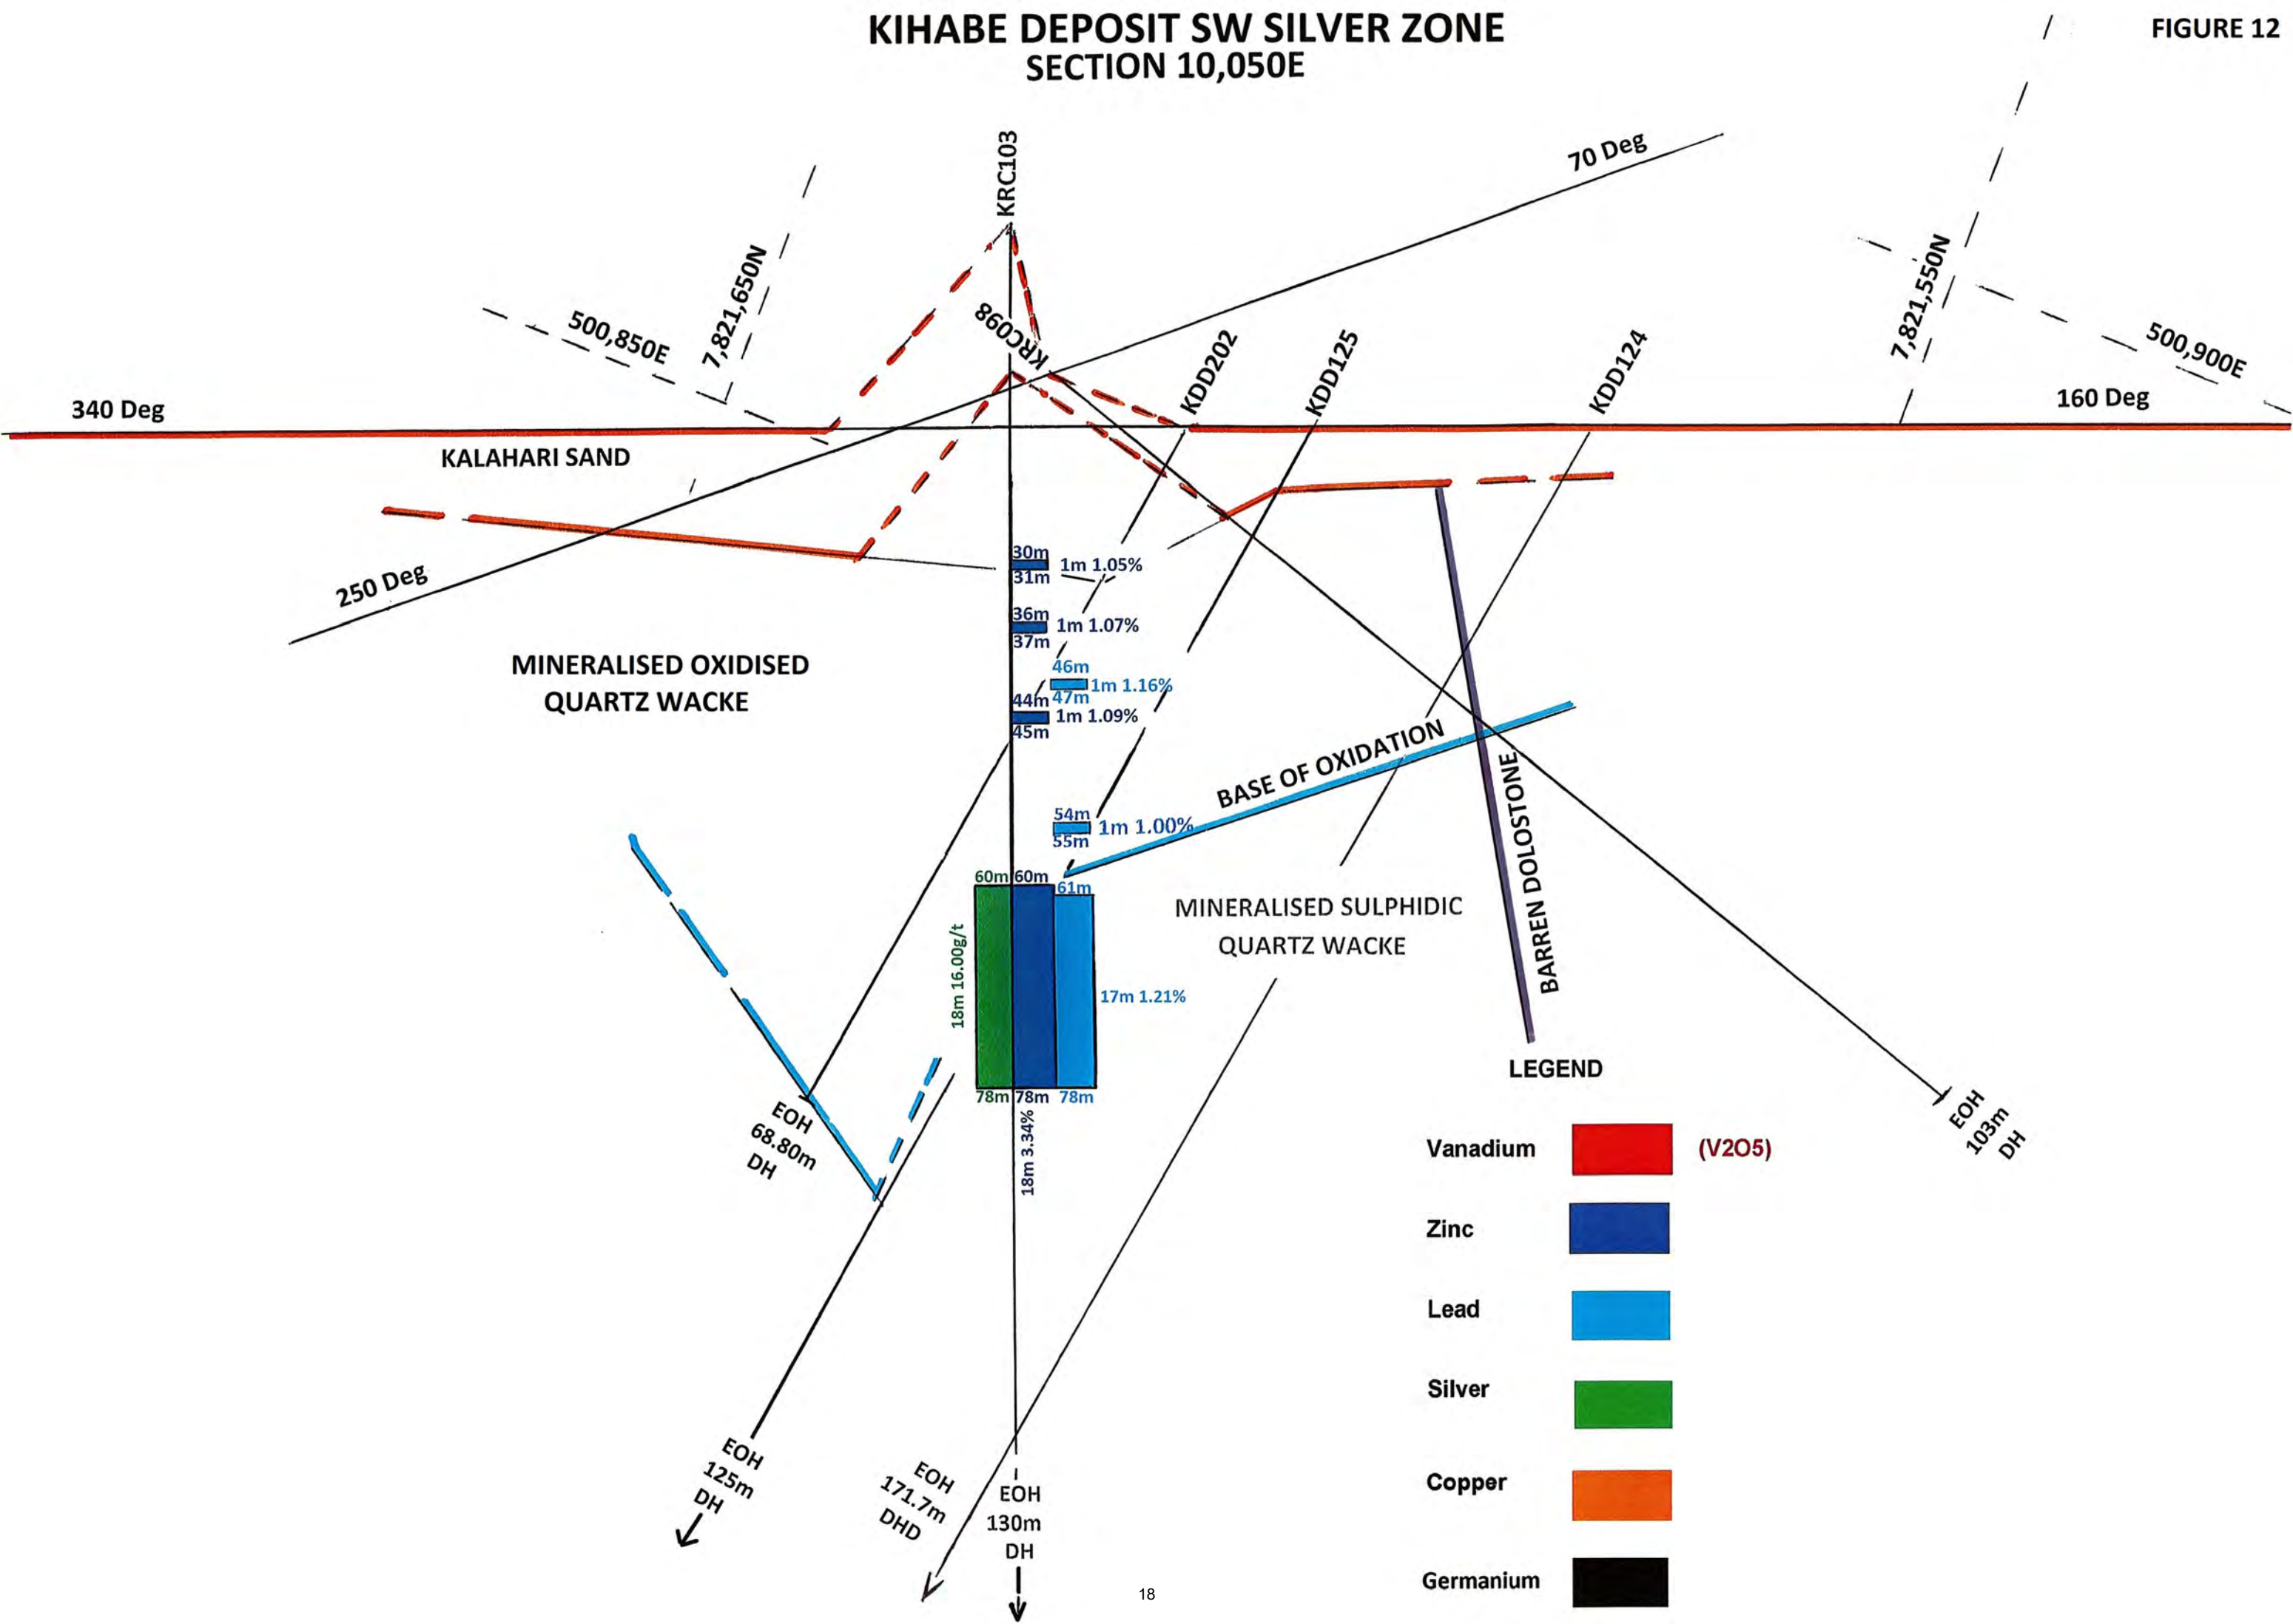 KIHABE DEPOSIT SW SILVER ZONE
SECTION 10,050E
FIGURE 12
KRC103
70 Deg
7,821,650N
500,850E
KRC098
KDD202
KDD125
KDD124
7,821,550N
500,900E
340 Deg
160 Deg
KALAHARI SAND
250 Deg
30m
31m
1m 1.05%
36m
37m
1m 1.07%
MINERALISED OXIDISED
QUARTZ WACKE
46m
47m
1m 1.16%
44m
45m
1m 1.09%
BASE OF OXIDATION
BARREN DOLOSTONE
54m
55m
1m 1.00%
60m
60m
61m
MINERALISED SULPHIDIC
QUARTZ WACKE
18m 16.00g/t
17m 1.21%
78m
78m
78m
18m 3.34%
EOH
68.80m
DH
EOH
103m
DH
EOH
125m
DH
EOH
171.7m
DHD
EOH
130m
DH
LEGEND
Vanadium
(V2O5)
Zinc
Lead
Silver
Copper
Germanium
18